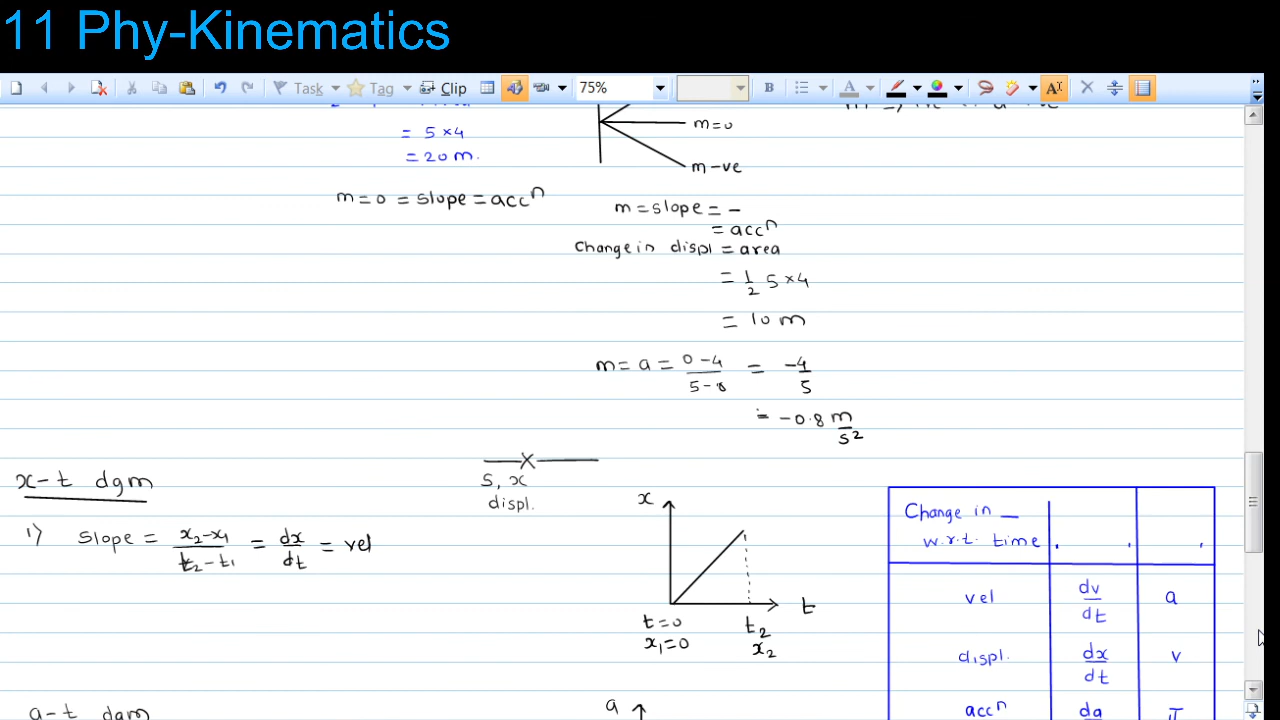 11 Phy-Kinematics
Task Tag Clip 75%
= 5 × 4
= 20 m.
m = 0 = slope = accⁿ
m=0
m -ve
m = slope = -
= accⁿ
Change in displ = area
= 1/2 5 × 4
= 10 m
m = a = 0-4/5-0 = -4/5
= -0.8 m/s²
x-t dgm
s, x
displ.
1) Slope = x₂-x₁/t₂-t₁ = dx/dt = vel
x
t
t=0
x₁=0
t₂
x₂
Change in _
w.r.t. time
vel dv/dt a
displ. dx/dt v
accⁿ da
a-t dgm
a